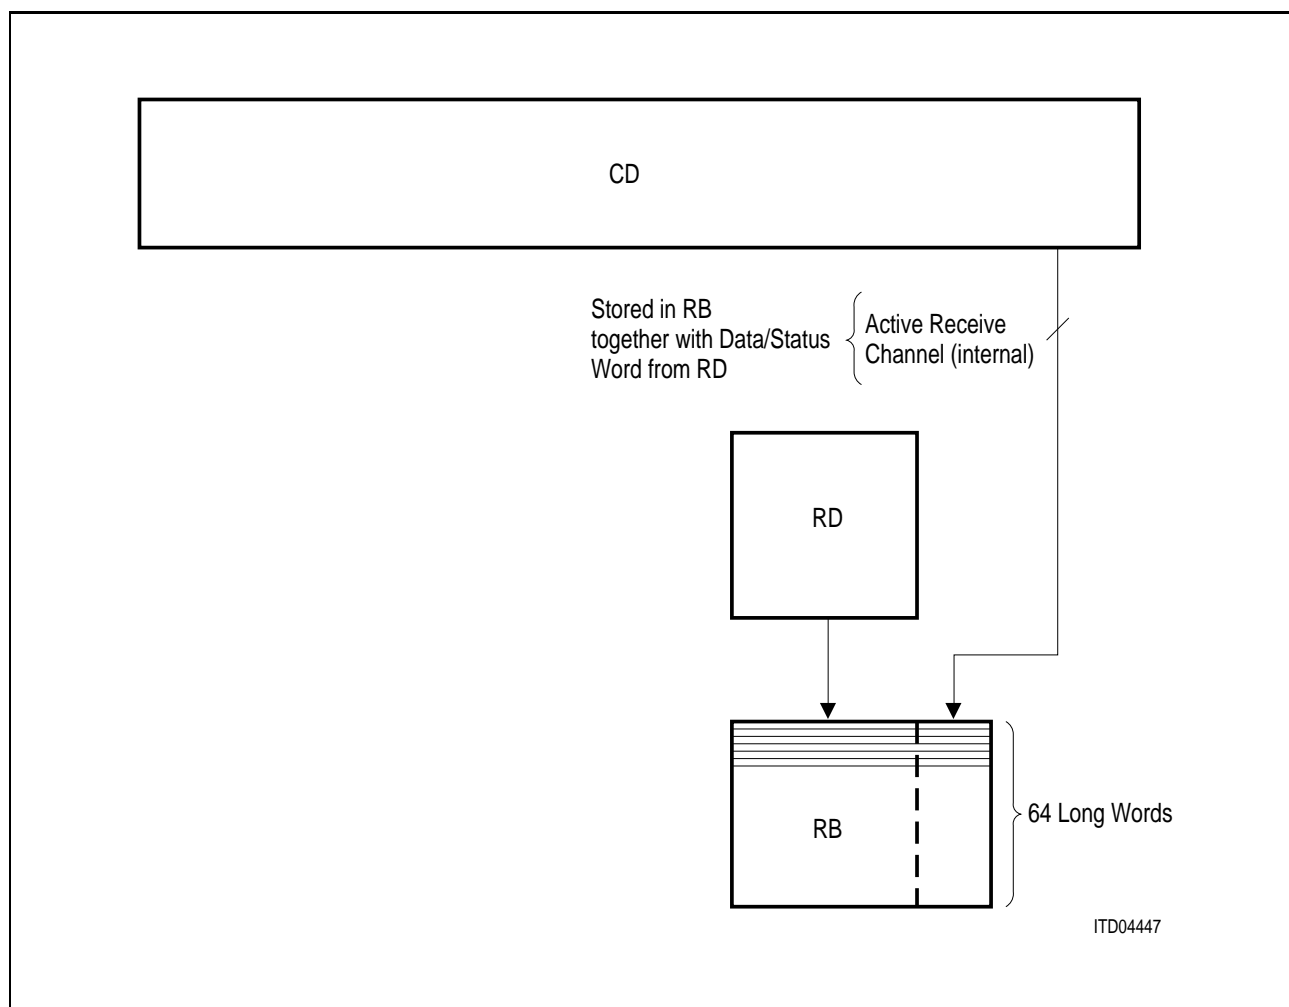 CD
Stored in RB
together with Data/Status
Word from RD
Active Receive
Channel (internal)
RD
RB
64 Long Words
ITD04447